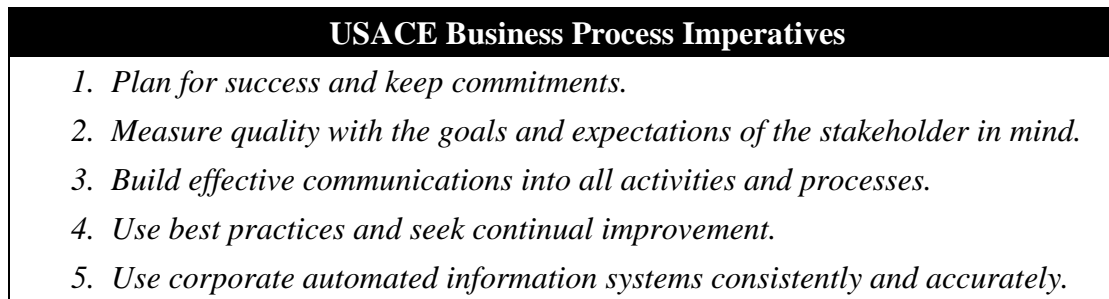 USACE Business Process Imperatives
1. Plan for success and keep commitments.
2. Measure quality with the goals and expectations of the stakeholder in mind.
3. Build effective communications into all activities and processes.
4. Use best practices and seek continual improvement.
5. Use corporate automated information systems consistently and accurately.